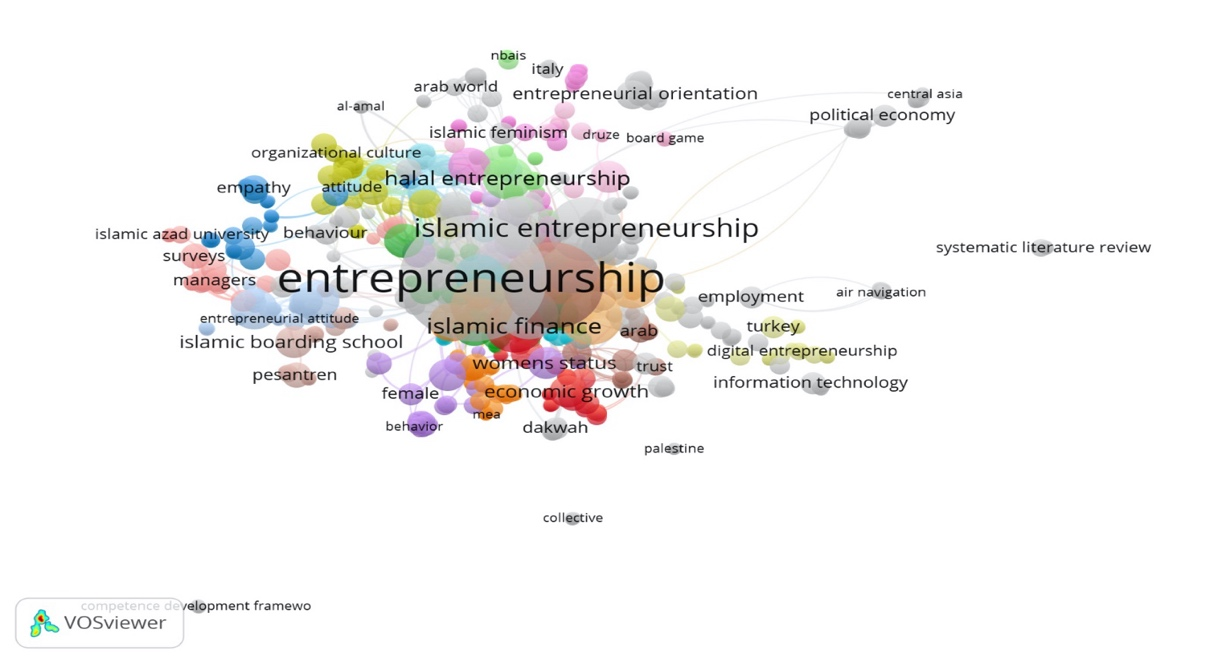 nbais
italy
arab world
entrepreneurial orientation
central asia
al-amal
political economy
islamic feminism
druze
board game
organizational culture
halal entrepreneurship
empathy
attitude
islamic entrepreneurship
islamic azad university
behaviour
systematic literature review
surveys
entrepreneurship
managers
air navigation
employment
entrepreneurial attitude
islamic finance
turkey
arab
islamic boarding school
digital entrepreneurship
womens status
trust
pesantren
information technology
female
economic growth
mea
behavior
dakwah
palestine
collective
competence development framewo
VOSviewer